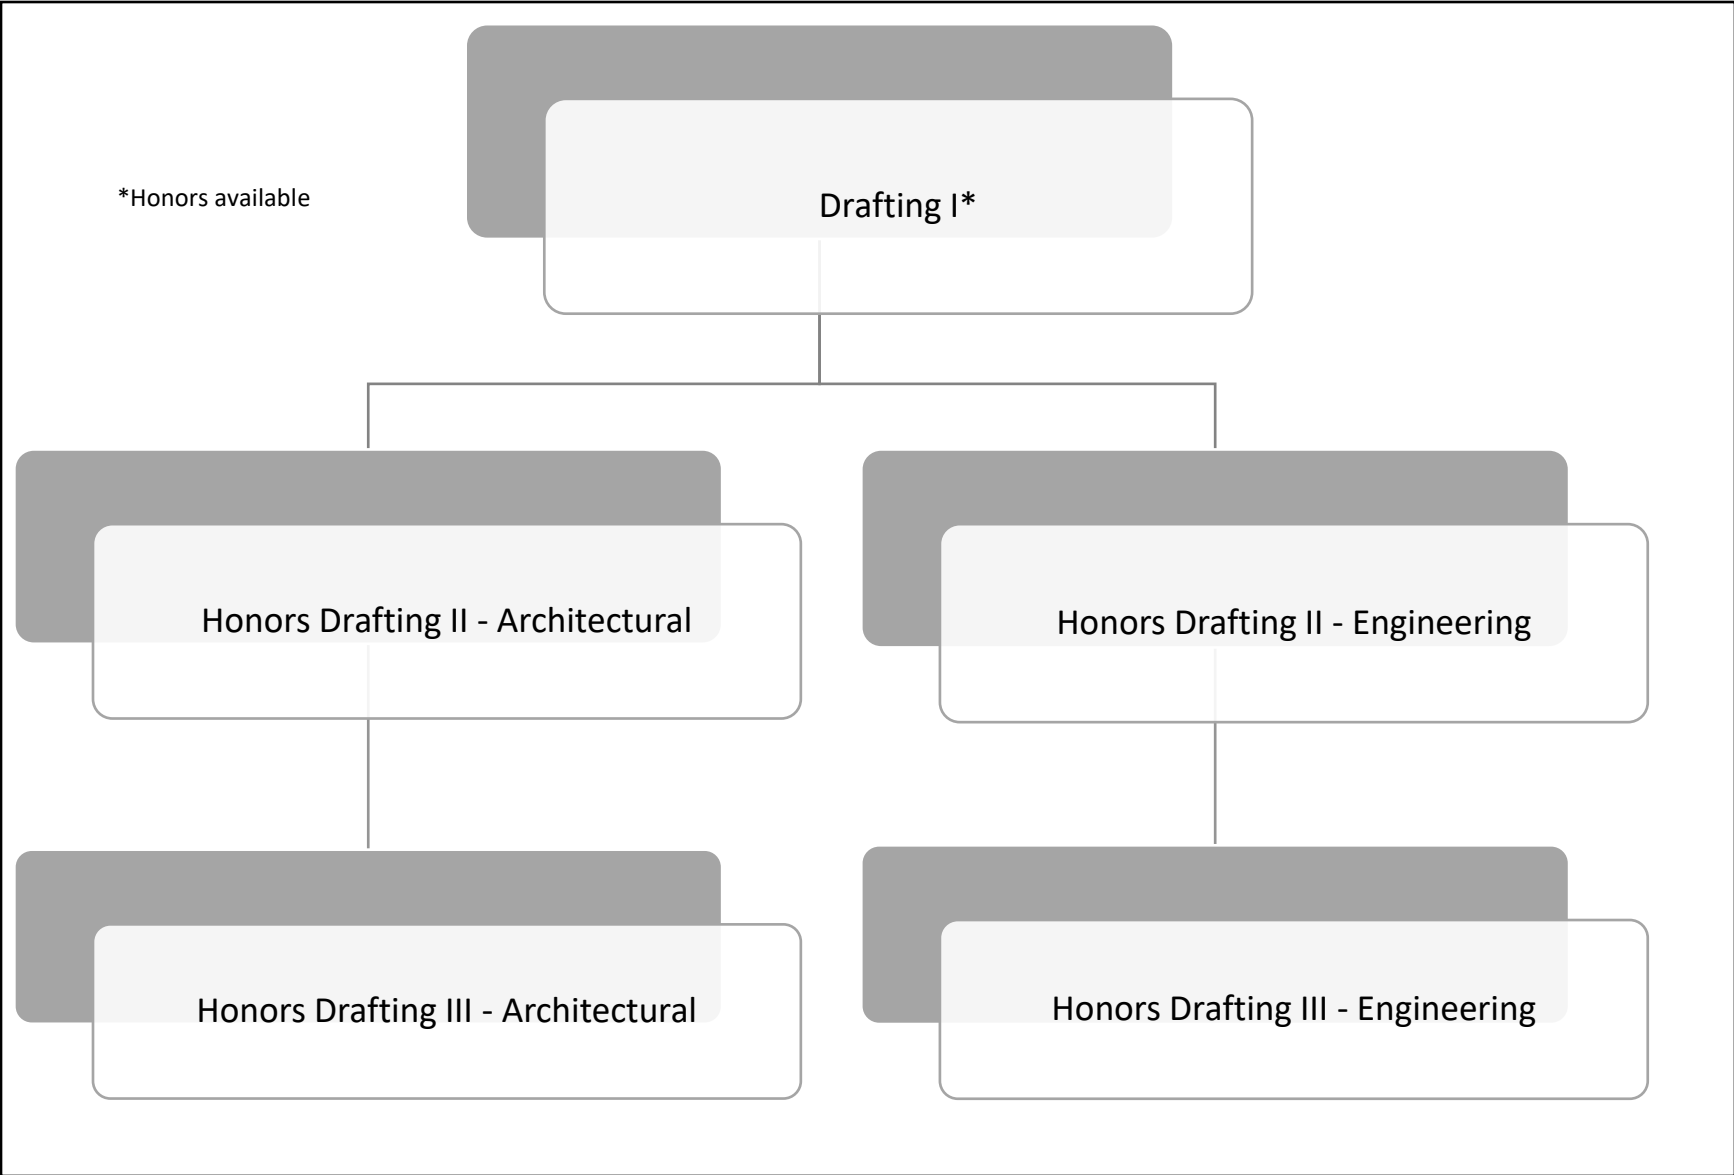 *Honors available
Drafting I*
Honors Drafting II - Architectural
Honors Drafting II - Engineering
Honors Drafting III - Architectural
Honors Drafting III - Engineering